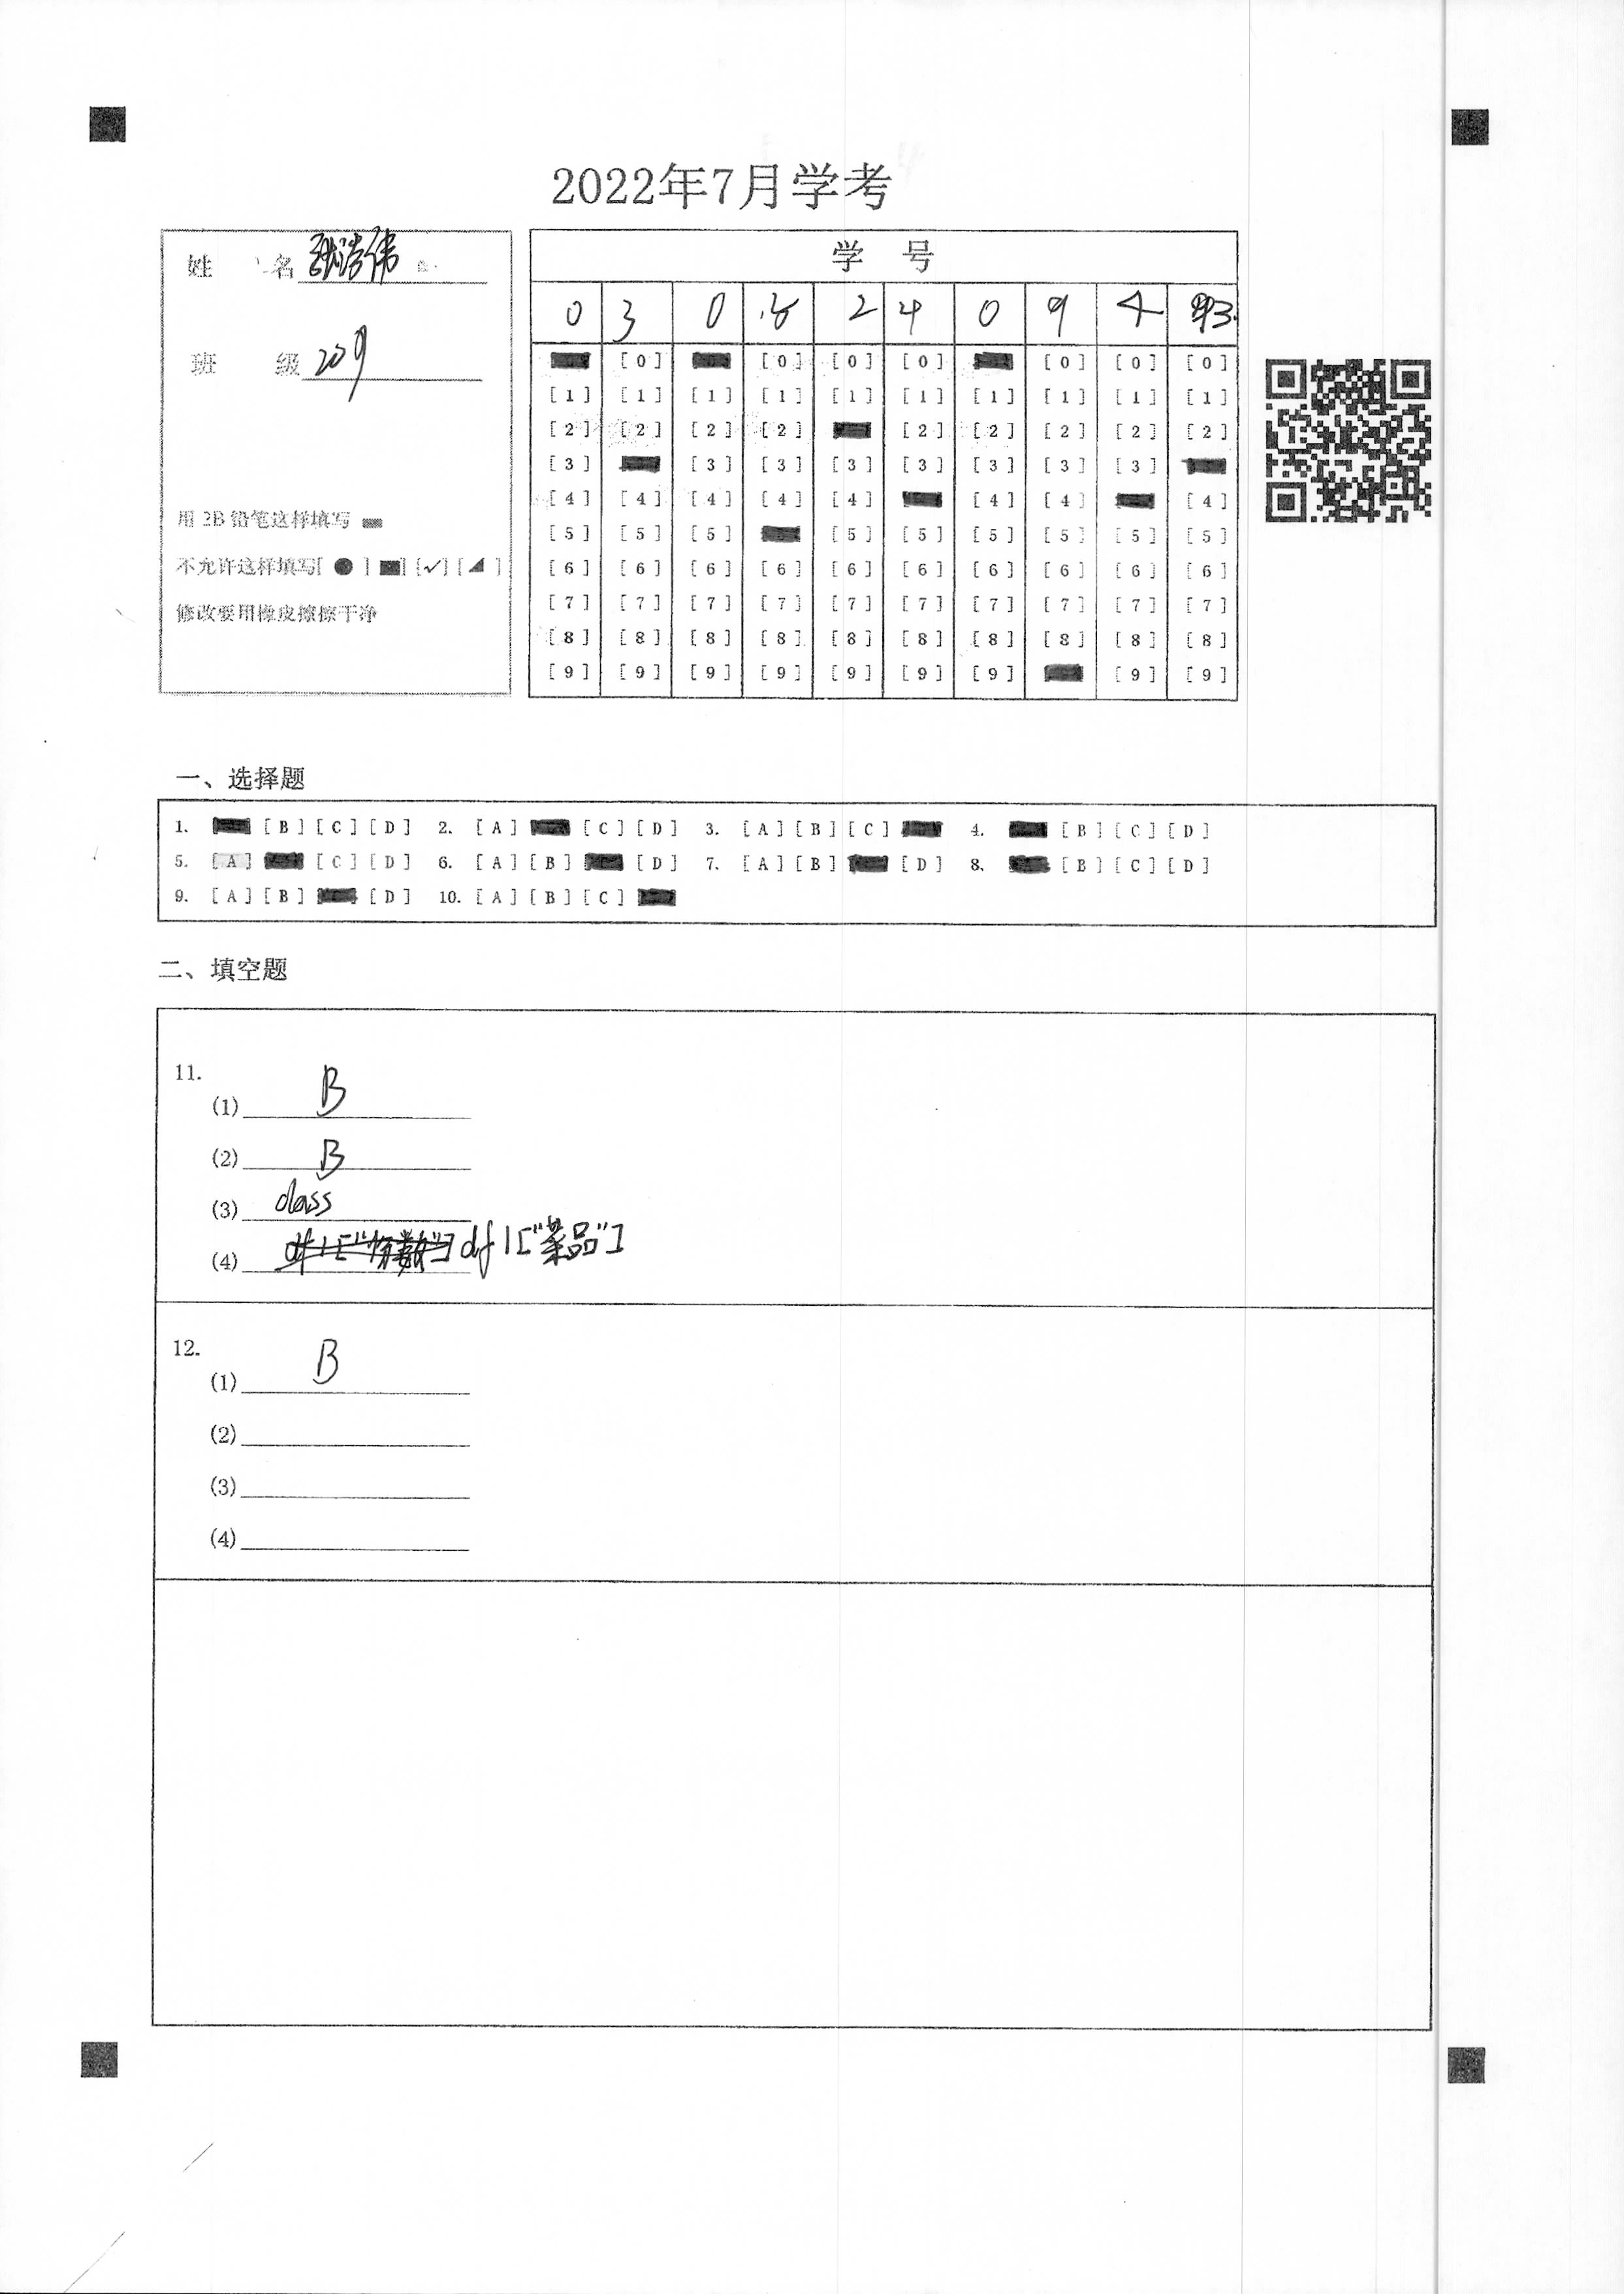 2022年7月学考
姓 名 浩伟
班 级 209
用2B铅笔这样填写
不允许这样填写[ ● ] [■] [✓] [◢ ]
修改要用橡皮擦擦干净
学 号
0 3 0 5 2 4 0 9 4 3
[0] [0] [0] [0] [0] [0] [0]
[1] [1] [1] [1] [1] [1] [1] [1] [1] [1]
[2] [2] [2] [2] [2] [2] [2] [2] [2]
[3] [3] [3] [3] [3] [3] [3] [3]
[4] [4] [4] [4] [4] [4] [4] [4]
[5] [5] [5] [5] [5] [5] [5] [5] [5]
[6] [6] [6] [6] [6] [6] [6] [6] [6] [6]
[7] [7] [7] [7] [7] [7] [7] [7] [7] [7]
[8] [8] [8] [8] [8] [8] [8] [8] [8] [8]
[9] [9] [9] [9] [9] [9] [9] [9] [9]
一、选择题
1. [B] [C] [D] 2. [A] [C] [D] 3. [A] [B] [C] 4. [B] [C] [D]
5. [A] [C] [D] 6. [A] [B] [D] 7. [A] [B] [D] 8. [B] [C] [D]
9. [A] [B] [D] 10. [A] [B] [C]
二、填空题
11.
(1) B
(2) B
(3) class
(4) df1["菜品"]
12.
(1) B
(2)
(3)
(4)